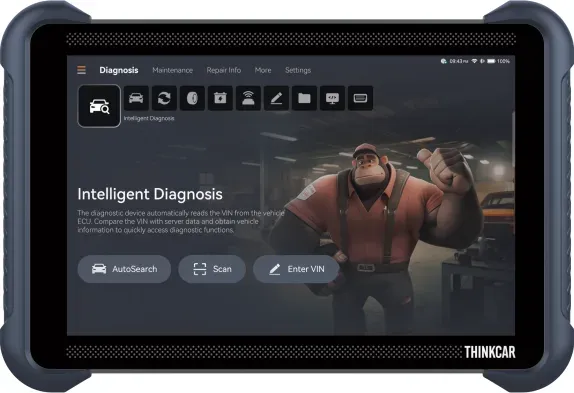 09:43 PM 100%
Diagnosis Maintenance Repair Info More Settings
Intelligent Diagnosis
Intelligent Diagnosis
The diagnostic device automatically reads the VIN from the vehicle
ECU. Compare the VIN with server data and obtain vehicle
information to quickly access diagnostic functions.
AutoSearch Scan Enter VIN
THINKCAR